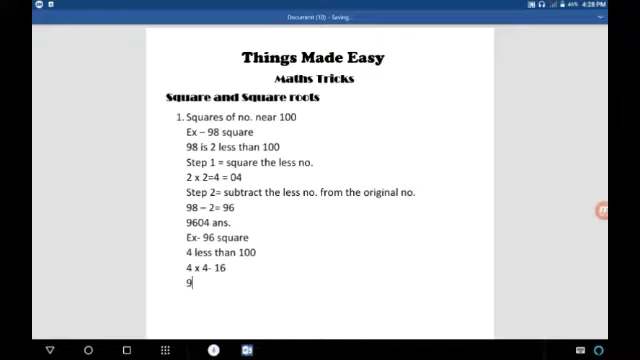 4:28 PM
Document (10) - Saving...
Things Made Easy
Maths Tricks
Square and Square roots
1. Squares of no. near 100
Ex – 98 square
98 is 2 less than 100
Step 1 = square the less no.
2 x 2=4 = 04
Step 2= subtract the less no. from the original no.
98 – 2= 96
9604 ans.
Ex- 96 square
4 less than 100
4 x 4- 16
9